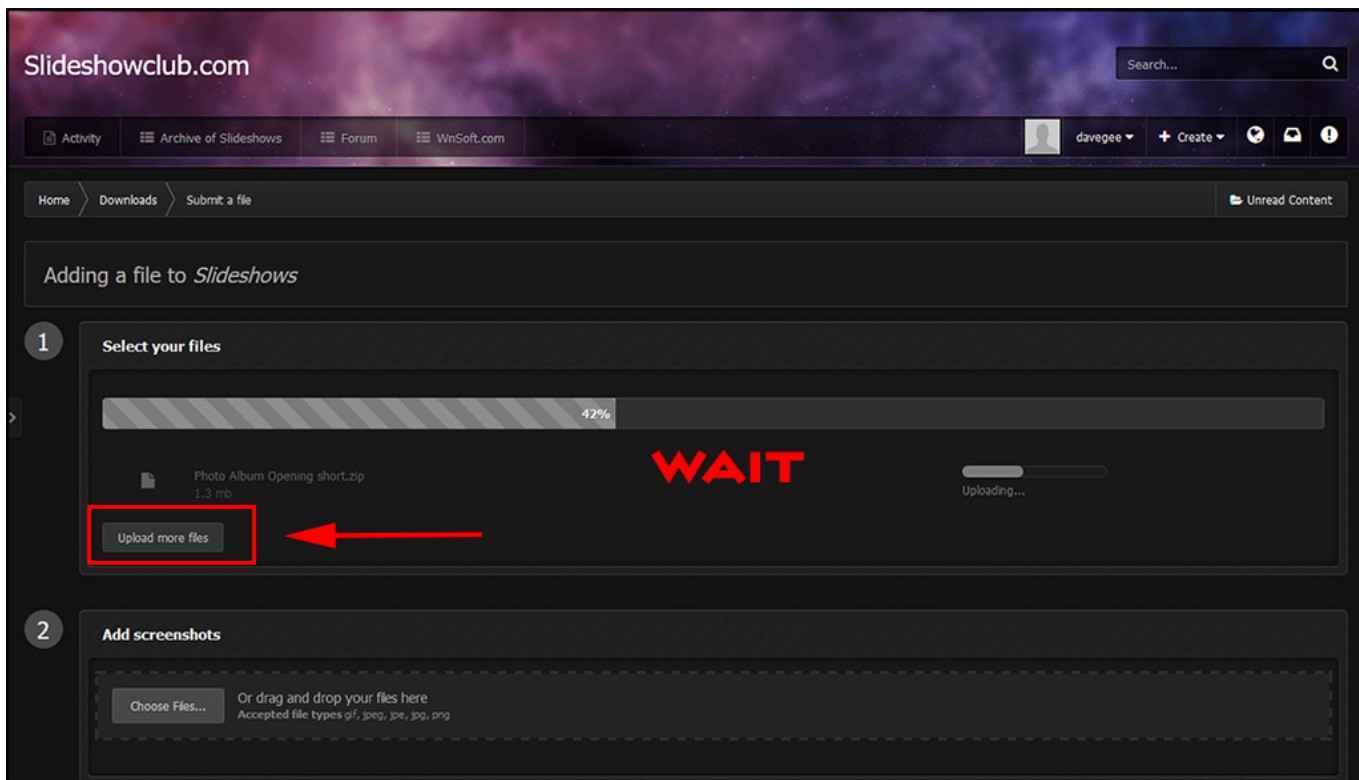 Slideshowclub.com
Search...
Activity Archive of Slideshows Forum WnSoft.com davegee + Create
Home Downloads Submit a file Unread Content
Adding a file to Slideshows
1 Select your files
42%
WAIT
Photo Album Opening short.zip
1.3 mb
Uploading...
Upload more files
2 Add screenshots
Choose Files... Or drag and drop your files here
Accepted file types gif, jpeg, jpe, jpg, png